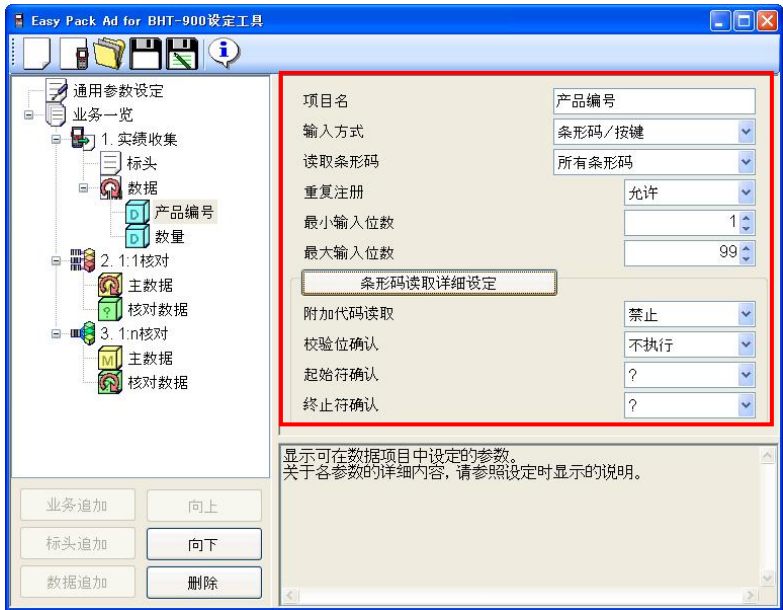 Easy Pack Ad for BHT-900设定工具
通用参数设定
业务一览
1. 实绩收集
标头
数据
产品编号
数量
2. 1:1核对
主数据
核对数据
3. 1:n核对
主数据
核对数据
业务追加 向上
标头追加 向下
数据追加 删除
项目名 产品编号
输入方式 条形码/按键
读取条形码 所有条形码
重复注册 允许
最小输入位数 1
最大输入位数 99
条形码读取详细设定
附加代码读取 禁止
校验位确认 不执行
起始符确认 ?
终止符确认 ?
显示可在数据项目中设定的参数。
关于各参数的详细内容, 请参照设定时显示的说明。